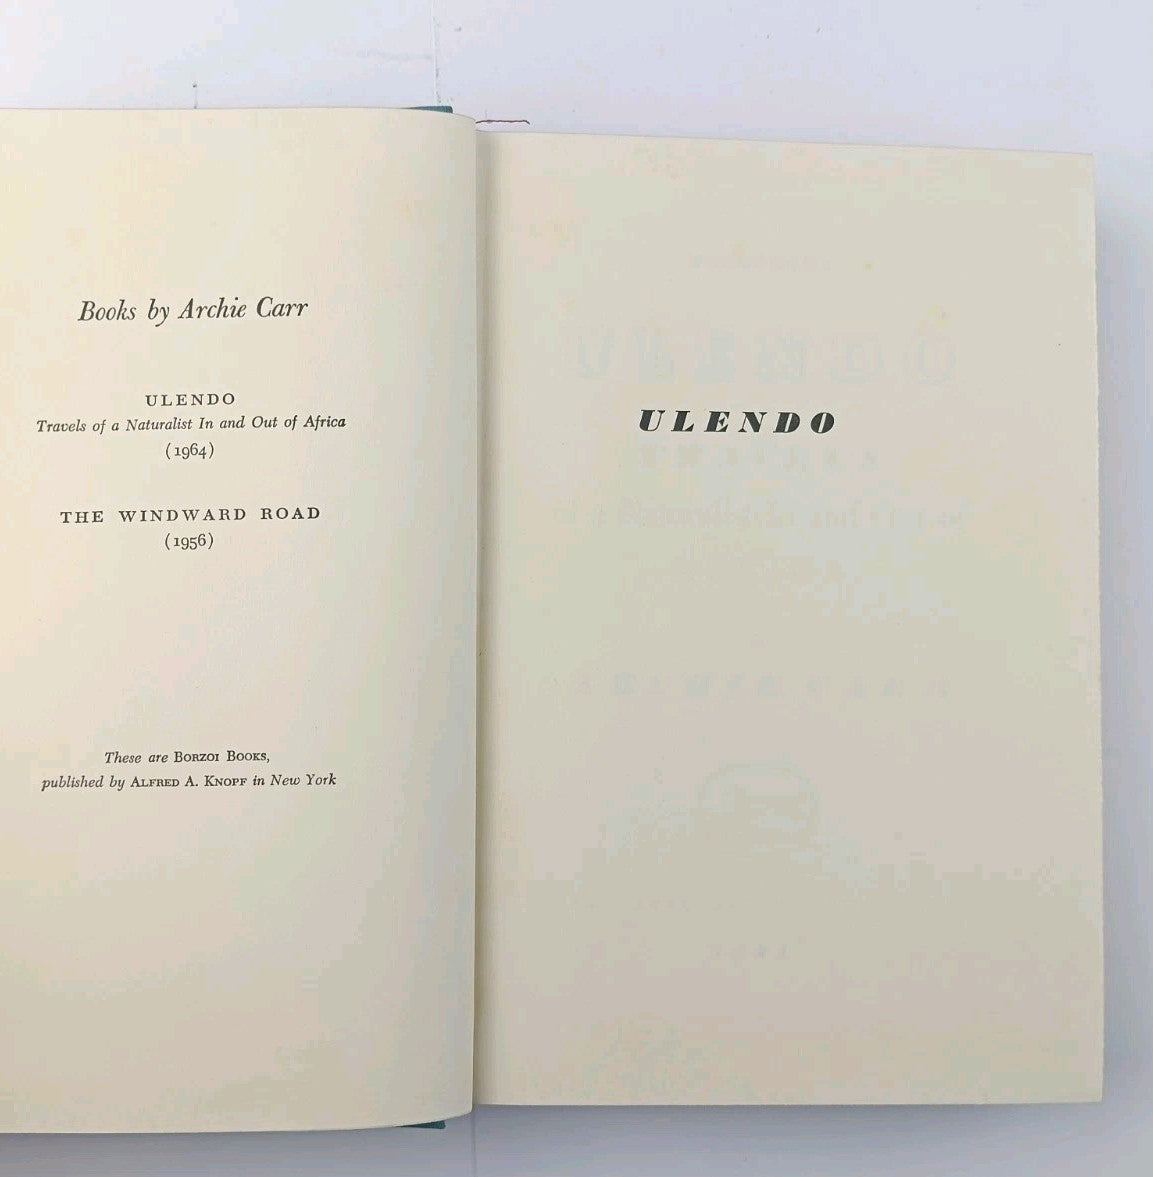 Books by Archie Carr
ULENDO
Travels of a Naturalist In and Out of Africa
(1964)
THE WINDWARD ROAD
(1956)
These are BORZOI BOOKS,
published by ALFRED A. KNOPF in New York
ULENDO